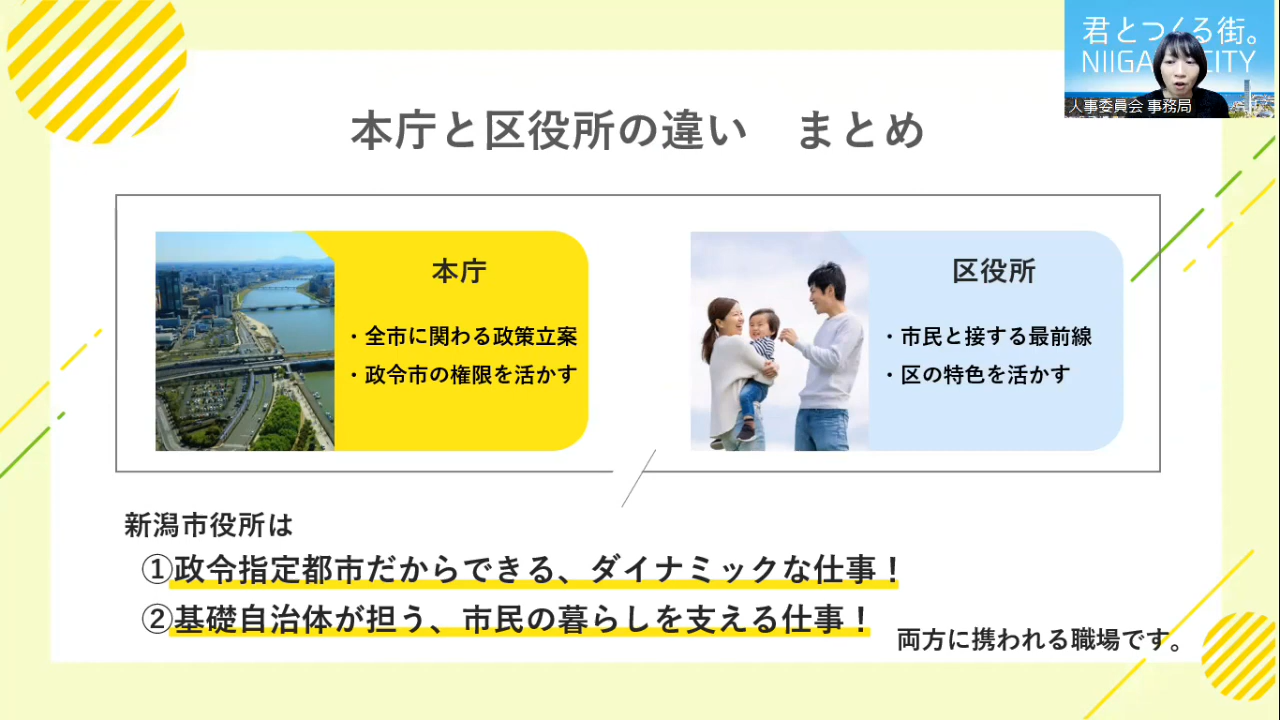 君とつくる街。
NIIGA CITY
人事委員会 事務局
本庁と区役所の違い　まとめ
本庁
・全市に関わる政策立案
・政令市の権限を活かす
区役所
・市民と接する最前線
・区の特色を活かす
新潟市役所は
①政令指定都市だからできる、ダイナミックな仕事！
②基礎自治体が担う、市民の暮らしを支える仕事！
両方に携われる職場です。